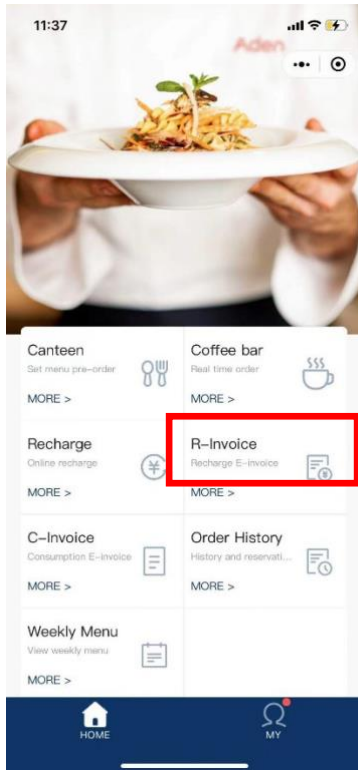 11:37
Aden
Canteen
Set menu pre-order
MORE >
Coffee bar
Real time order
MORE >
Recharge
Online recharge
MORE >
R-Invoice
Recharge E-invoice
MORE >
C-Invoice
Consumption E-invoice
MORE >
Order History
History and reservati...
MORE >
Weekly Menu
View weekly menu
MORE >
HOME
MY